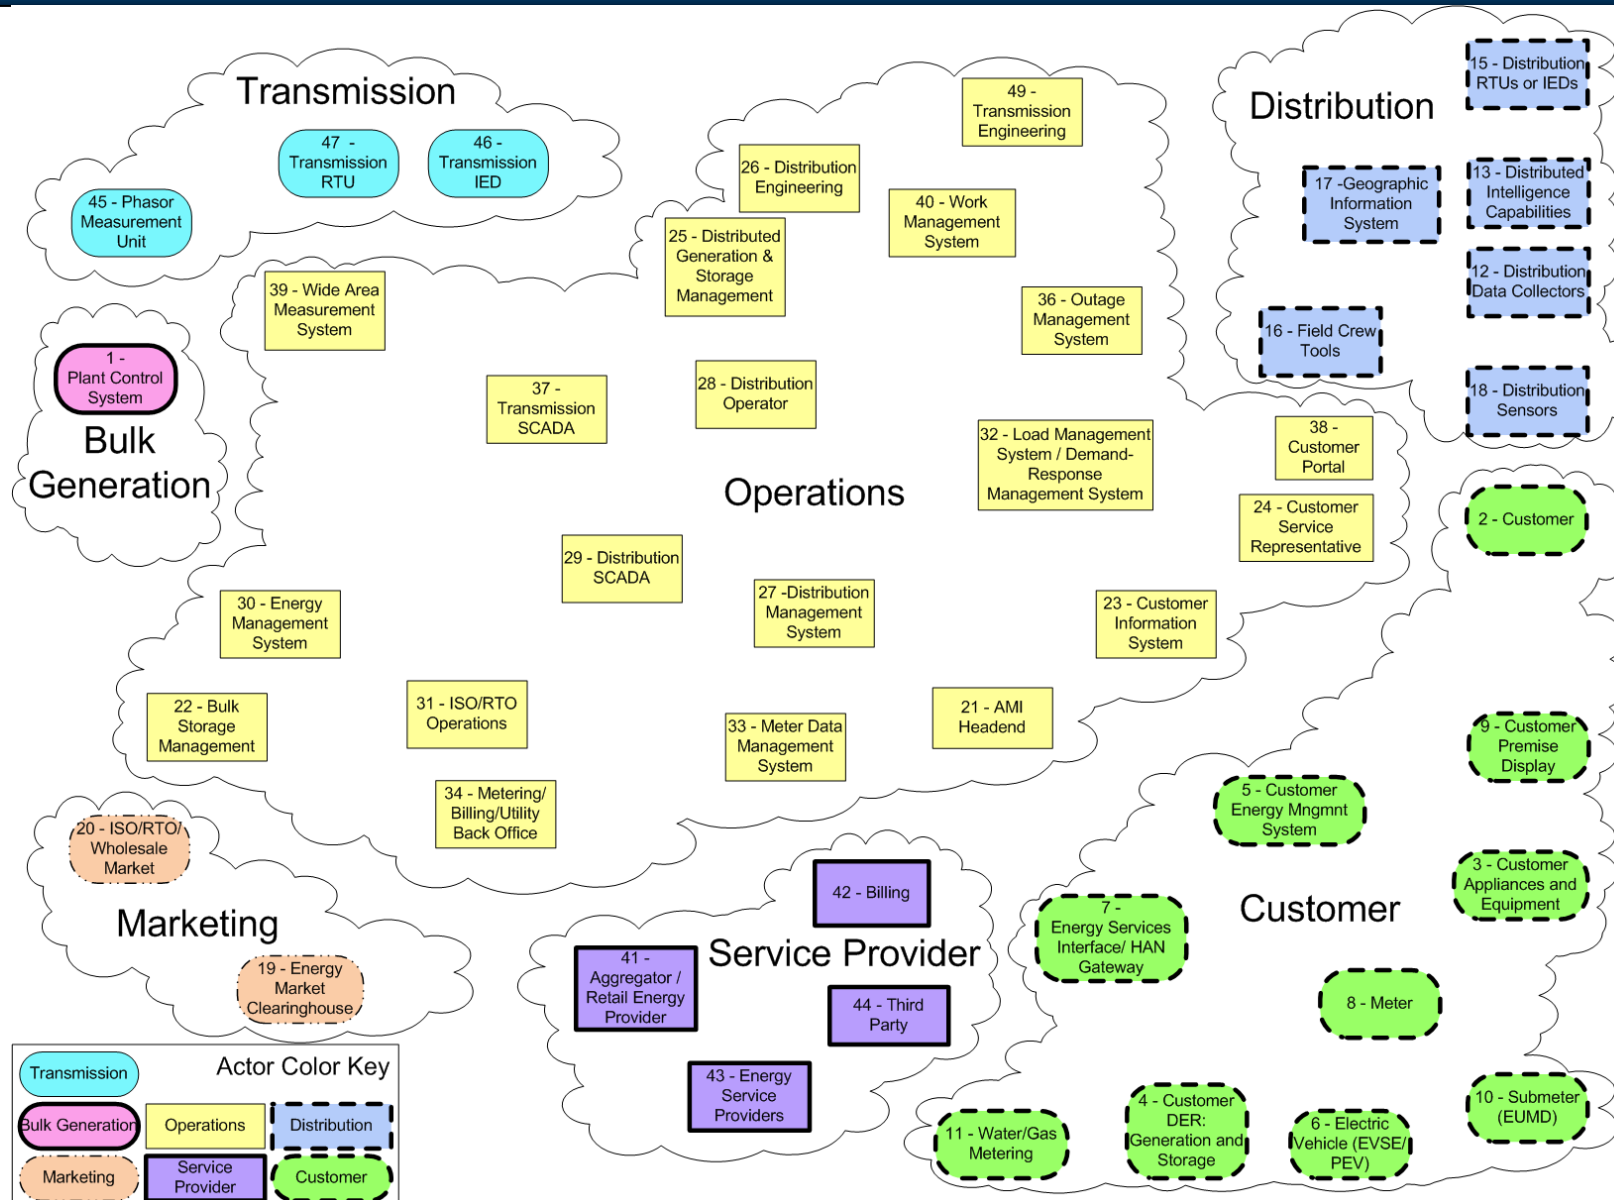 Transmission
47 -
Transmission
RTU
46 -
Transmission
IED
45 - Phasor
Measurement
Unit
1 -
Plant Control
System
Bulk
Generation
49 -
Transmission
Engineering
26 - Distribution
Engineering
40 - Work
Management
System
25 - Distributed
Generation &
Storage
Management
39 - Wide Area
Measurement
System
36 - Outage
Management
System
37 -
Transmission
SCADA
28 - Distribution
Operator
32 - Load Management
System / Demand-
Response
Management System
38 -
Customer
Portal
Operations
24 - Customer
Service
Representative
29 - Distribution
SCADA
27 -Distribution
Management
System
30 - Energy
Management
System
23 - Customer
Information
System
22 - Bulk
Storage
Management
31 - ISO/RTO
Operations
33 - Meter Data
Management
System
21 - AMI
Headend
34 - Metering/
Billing/Utility
Back Office
Distribution
15 - Distribution
RTUs or IEDs
17 -Geographic
Information
System
13 - Distributed
Intelligence
Capabilities
12 - Distribution
Data Collectors
16 - Field Crew
Tools
18 - Distribution
Sensors
2 - Customer
9 - Customer
Premise
Display
5 - Customer
Energy Mngmnt
System
3 - Customer
Appliances and
Equipment
Customer
7 -
Energy Services
Interface/ HAN
Gateway
8 - Meter
10 - Submeter
(EUMD)
4 - Customer
DER:
Generation and
Storage
6 - Electric
Vehicle (EVSE/
PEV)
11 - Water/Gas
Metering
20 - ISO/RTO/
Wholesale
Market
Marketing
19 - Energy
Market
Clearinghouse
42 - Billing
Service Provider
41 -
Aggregator /
Retail Energy
Provider
44 - Third
Party
43 - Energy
Service
Providers
Actor Color Key
Transmission
Bulk Generation
Operations
Distribution
Marketing
Service
Provider
Customer